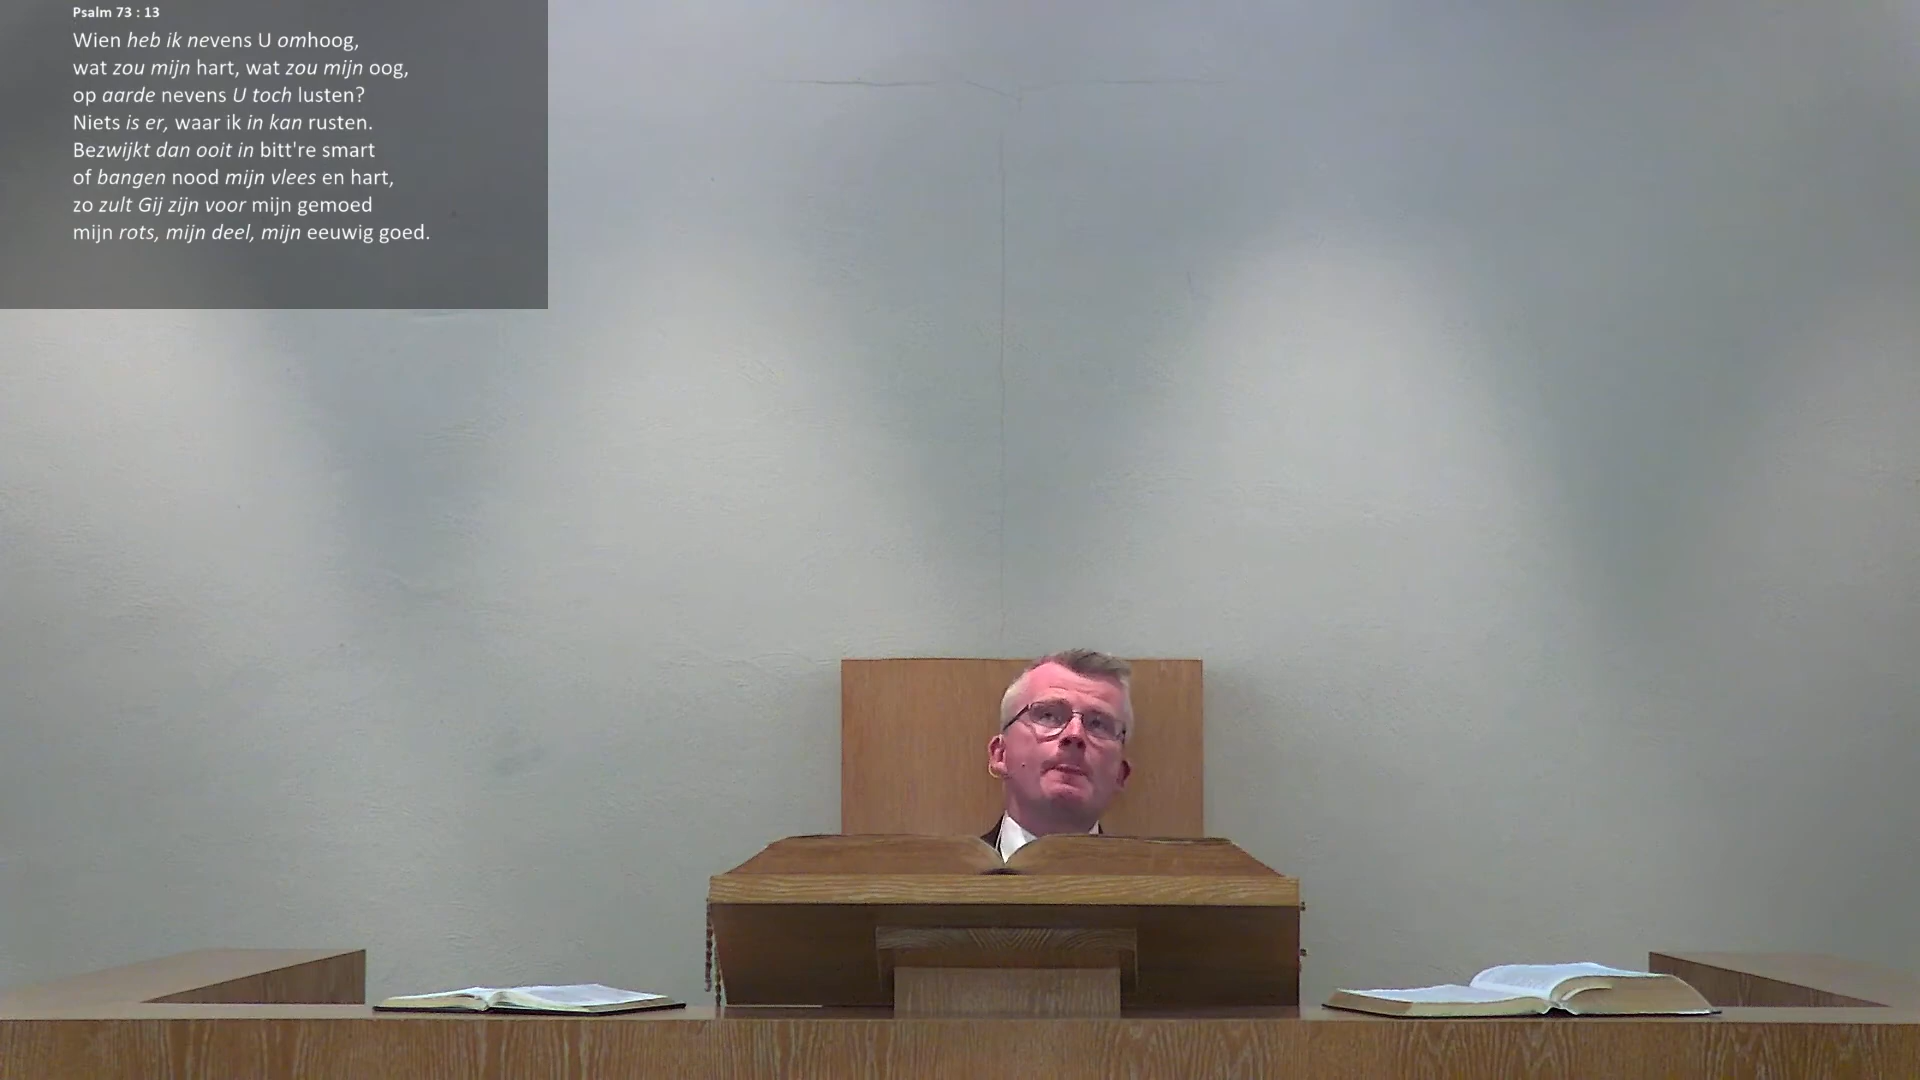 Psalm 73 : 13
Wien heb ik nevens U omhoog,
wat zou mijn hart, wat zou mijn oog,
op aarde nevens U toch lusten?
Niets is er, waar ik in kan rusten.
Bezwijkt dan ooit in bitt're smart
of bangen nood mijn vlees en hart,
zo zult Gij zijn voor mijn gemoed
mijn rots, mijn deel, mijn eeuwig goed.